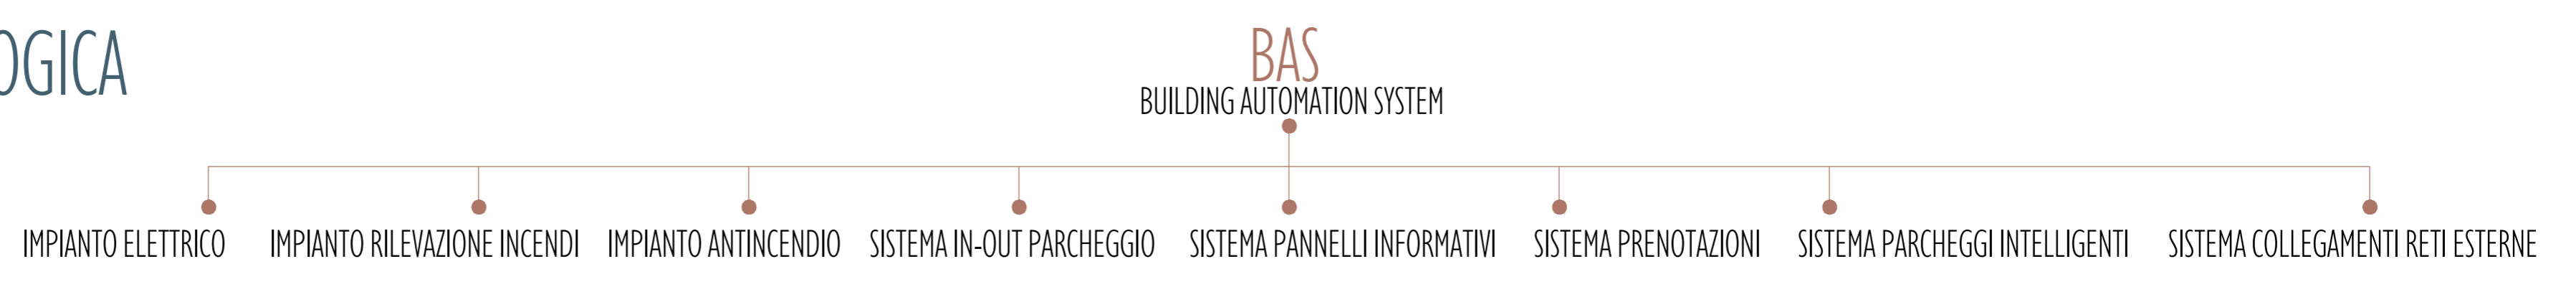 OGICA
BAS
BUILDING AUTOMATION SYSTEM
IMPIANTO ELETTRICO
IMPIANTO RILEVAZIONE INCENDI
IMPIANTO ANTINCENDIO
SISTEMA IN-OUT PARCHEGGIO
SISTEMA PANNELLI INFORMATIVI
SISTEMA PRENOTAZIONI
SISTEMA PARCHEGGI INTELLIGENTI
SISTEMA COLLEGAMENTI RETI ESTERNE